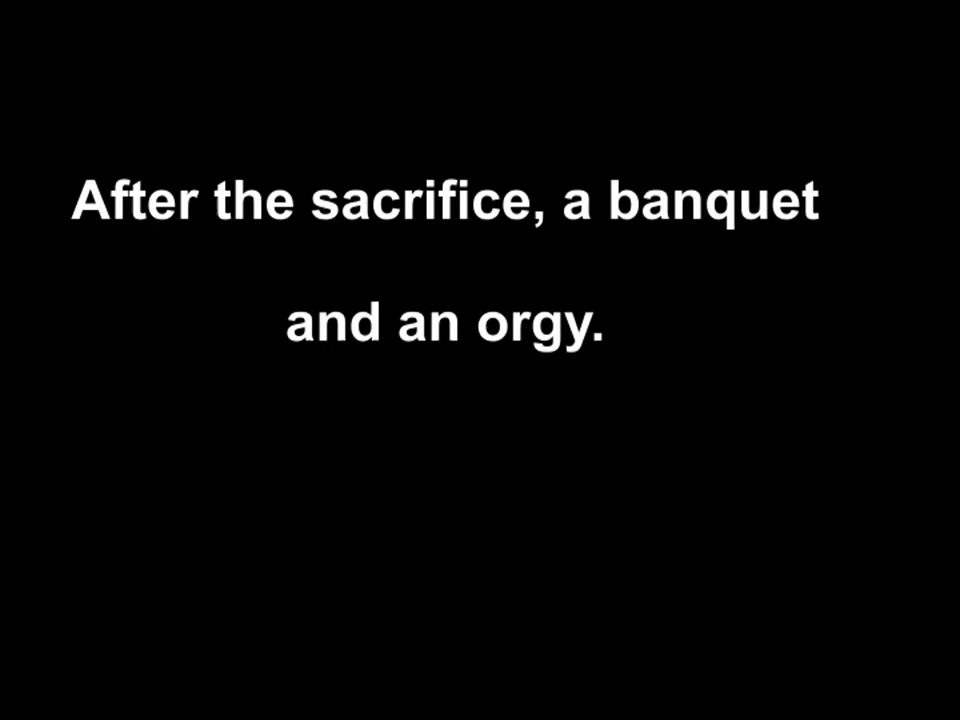 After the sacrifice, a banquet
and an orgy.